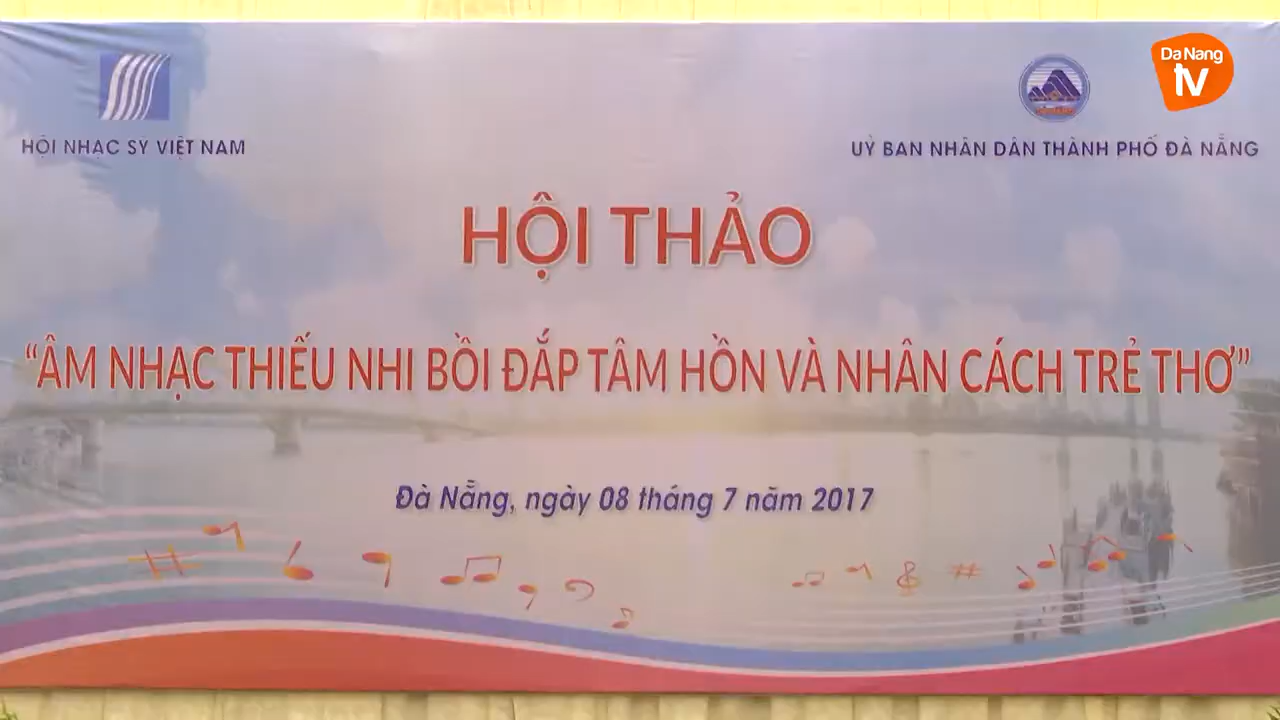 Da Nang
tv
HỘI NHẠC SỸ VIỆT NAM
UỶ BAN NHÂN DÂN THÀNH PHỐ ĐÀ NẴNG
HỘI THẢO
“ÂM NHẠC THIẾU NHI BỒI ĐẮP TÂM HỒN VÀ NHÂN CÁCH TRẺ THƠ”
Đà Nẵng, ngày 08 tháng 7 năm 2017